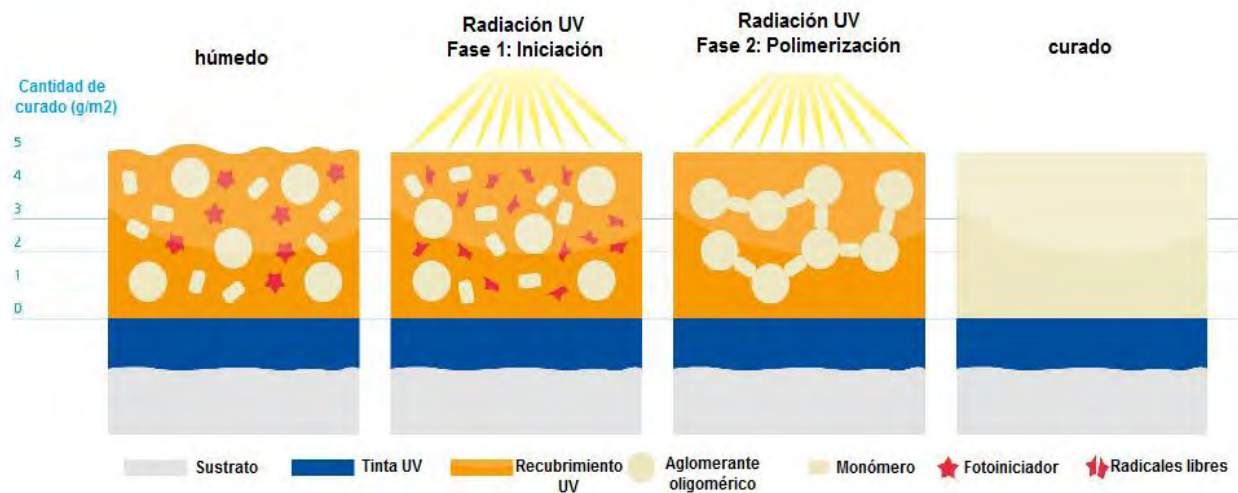 húmedo
Radiación UV
Fase 1: Iniciación
Radiación UV
Fase 2: Polimerización
curado
Cantidad de
curado (g/m2)
5
4
3
2
1
0
Sustrato
Tinta UV
Recubrimiento
UV
Aglomerante
oligomérico
Monómero
Fotoiniciador
Radicales libres